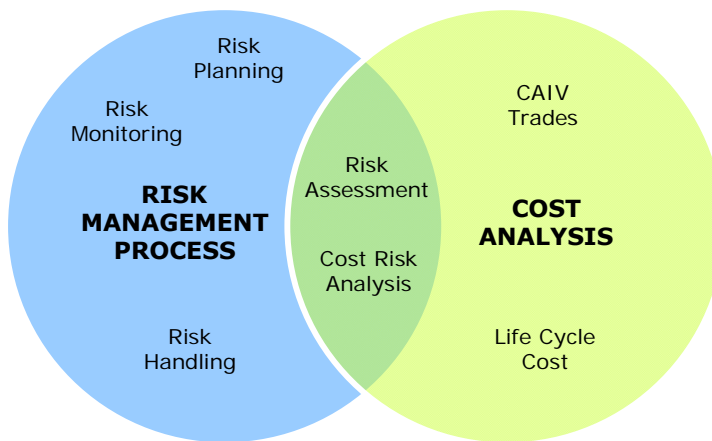 Risk
Planning
Risk
Monitoring
RISK
MANAGEMENT
PROCESS
Risk
Handling
Risk
Assessment
Cost Risk
Analysis
CAIV
Trades
COST
ANALYSIS
Life Cycle
Cost